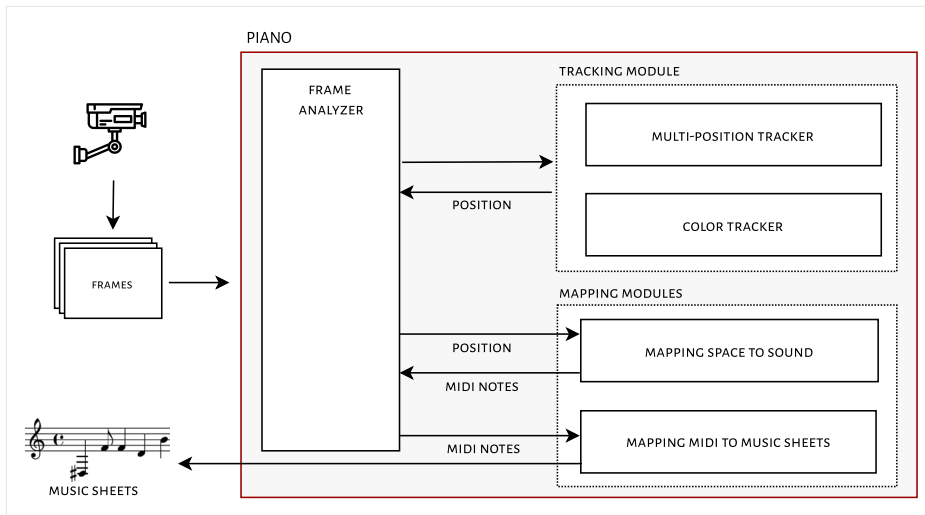 PIANO
FRAME
ANALYZER
TRACKING MODULE
MULTI-POSITION TRACKER
POSITION
COLOR TRACKER
FRAMES
MAPPING MODULES
POSITION
MAPPING SPACE TO SOUND
MIDI NOTES
MIDI NOTES
MAPPING MIDI TO MUSIC SHEETS
MUSIC SHEETS